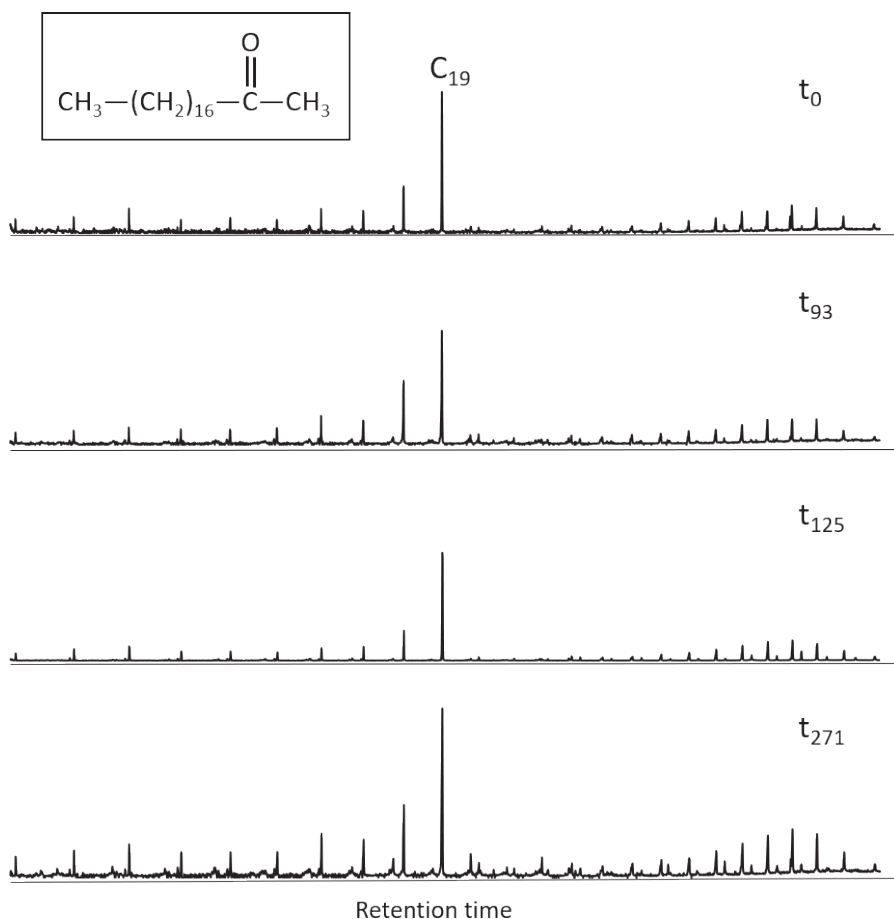 O
CH₃—(CH₂)₁₆—C—CH₃
C₁₉
t₀
t₉₃
t₁₂₅
t₂₇₁
Retention time